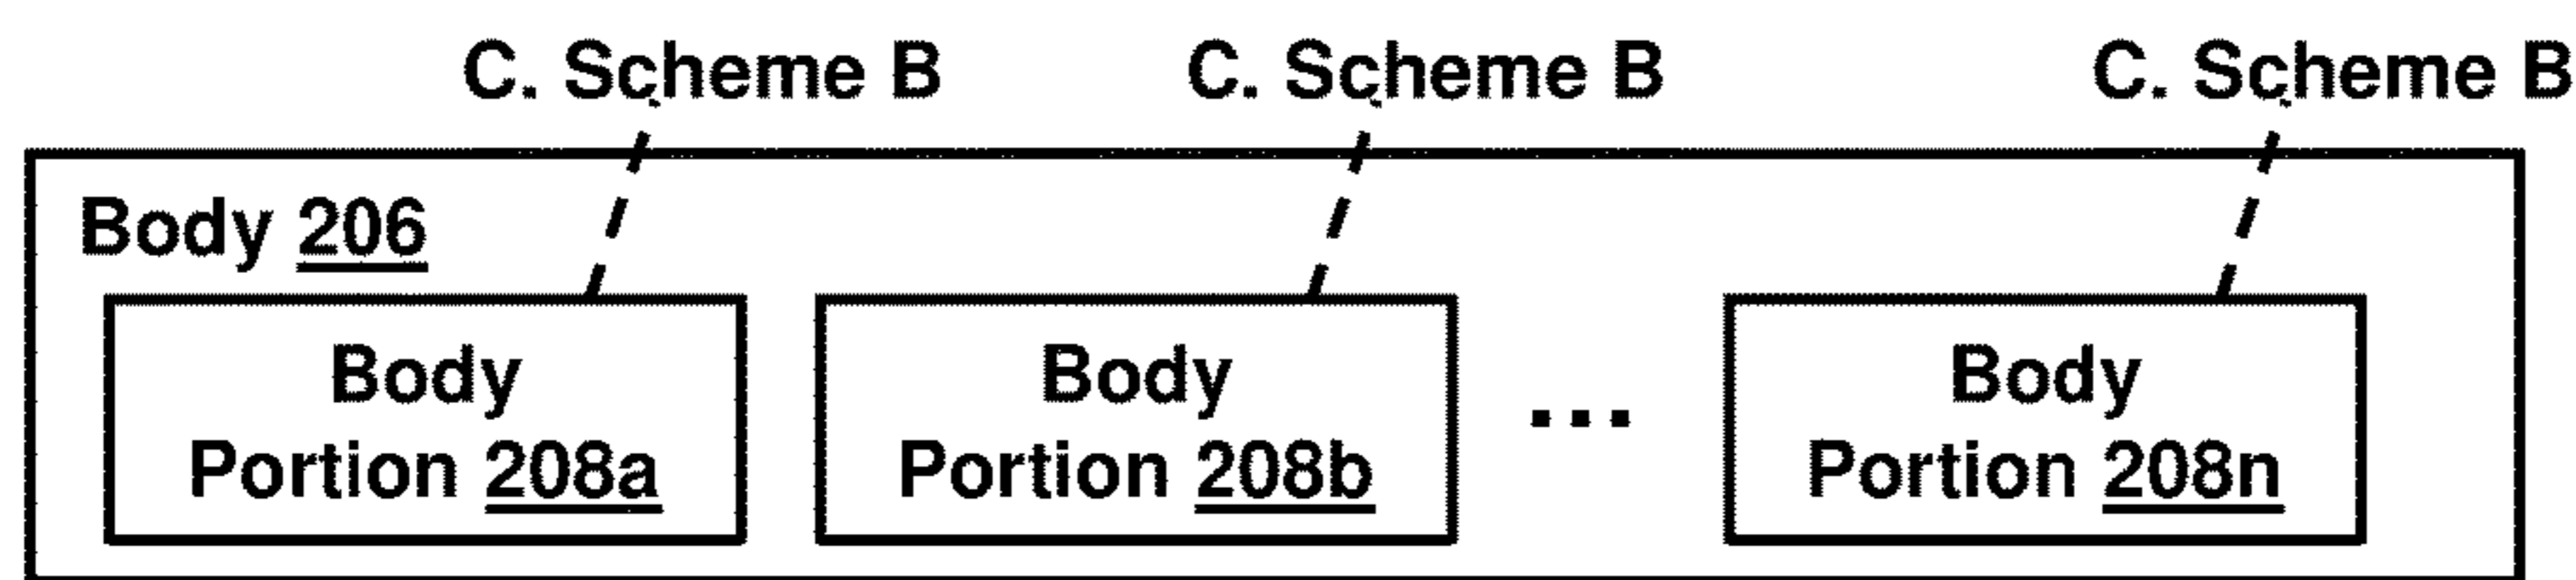 C. Scheme B C. Scheme B C. Scheme B
Body 206
Body Body Body
Portion 208a Portion 208b ... Portion 208n